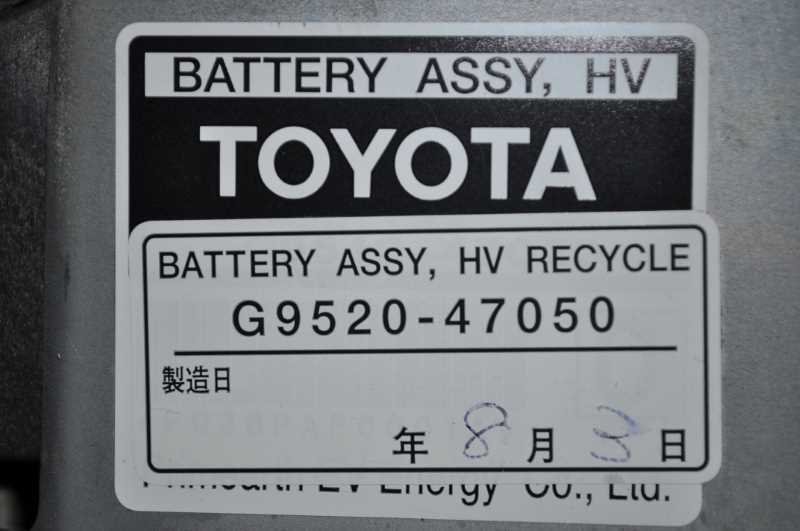 BATTERY ASSY, HV
TOYOTA
BATTERY ASSY, HV RECYCLE
G9520-47050
製造日
年 8 月 3 日
EV Energy Co., Ltd.